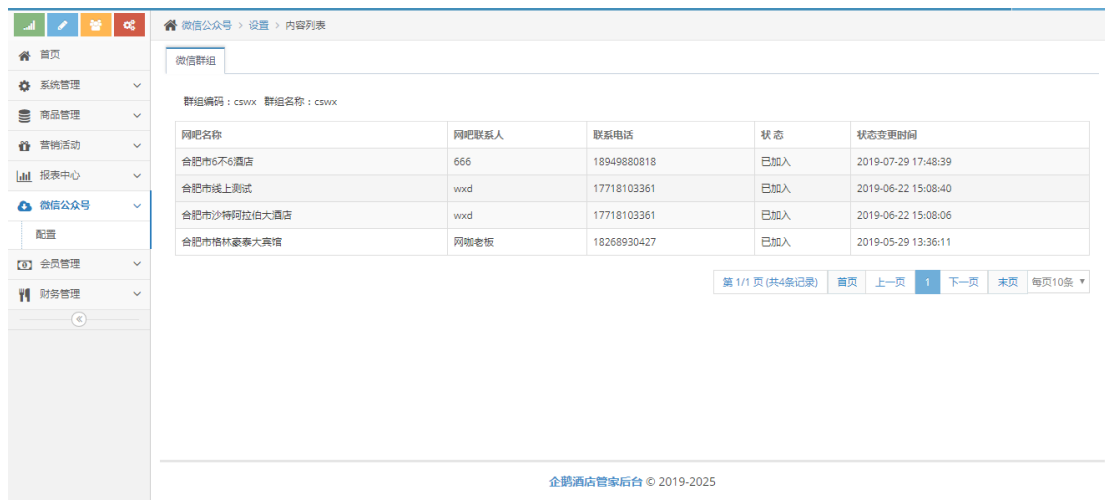 微信公众号 > 设置 > 内容列表
首页
系统管理
商品管理
营销活动
报表中心
微信公众号
配置
会员管理
财务管理
微信群组
群组编码：cswx 群组名称：cswx
网吧名称 网吧联系人 联系电话 状 态 状态变更时间
合肥市6不6酒店 666 18949880818 已加入 2019-07-29 17:48:39
合肥市线上测试 wxd 17718103361 已加入 2019-06-22 15:08:40
合肥市沙特阿拉伯大酒店 wxd 17718103361 已加入 2019-06-22 15:08:06
合肥市格林豪泰大宾馆 网咖老板 18268930427 已加入 2019-05-29 13:36:11
第 1/1 页 (共4条记录) 首页 上一页 1 下一页 末页 每页10条
企鹅酒店管家后台 © 2019-2025